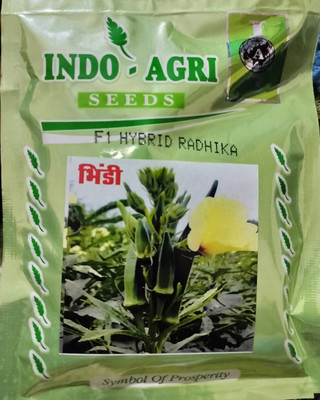 INDO-AGRI
SEEDS
F1 HYBRID RADHIKA
भिंडी
Symbol Of Prosperity